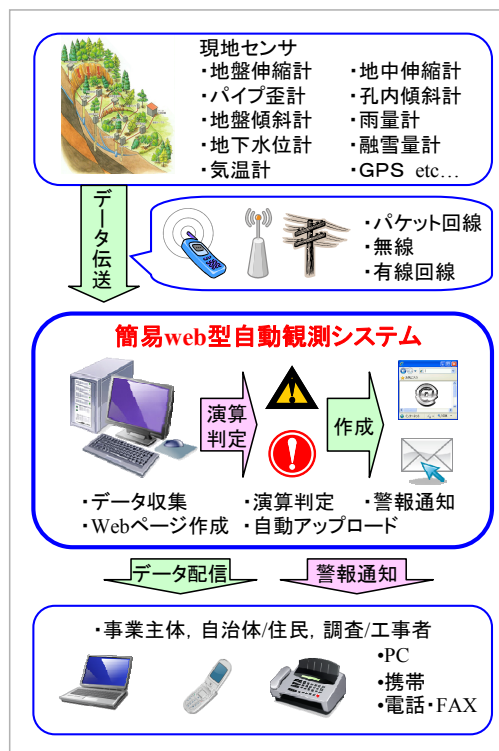 現地センサ
・地盤伸縮計 ・地中伸縮計
・パイプ歪計 ・孔内傾斜計
・地盤傾斜計 ・雨量計
・地下水位計 ・融雪量計
・気温計 ・GPS etc…
データ伝送
・パケット回線
・無線
・有線回線
簡易web型自動観測システム
演算
判定
作成
・データ収集 ・演算判定 ・警報通知
・Webページ作成 ・自動アップロード
データ配信 警報通知
・事業主体, 自治体/住民, 調査/工事者
•PC
•携帯
•電話・FAX